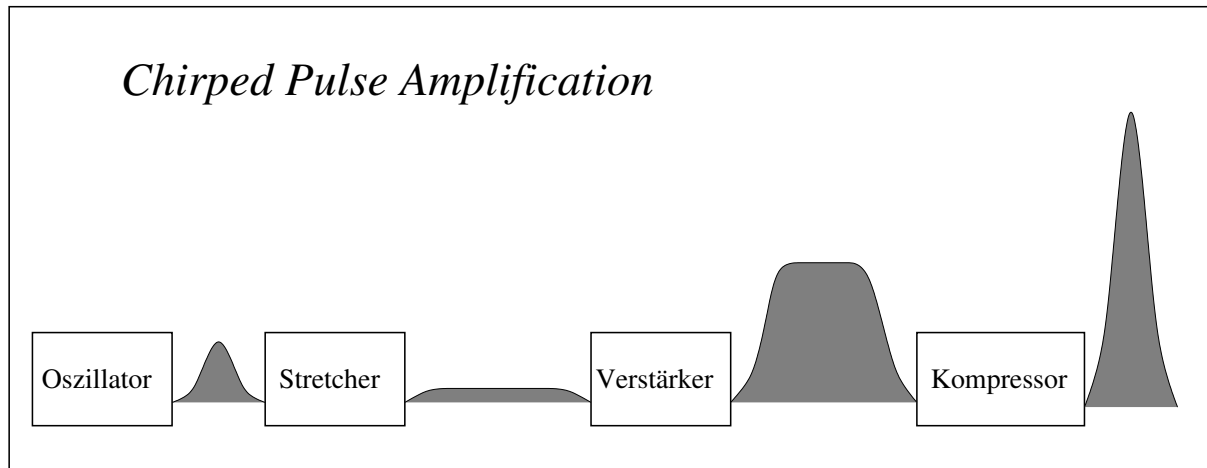 Chirped Pulse Amplification
Oszillator
Stretcher
Verstärker
Kompressor